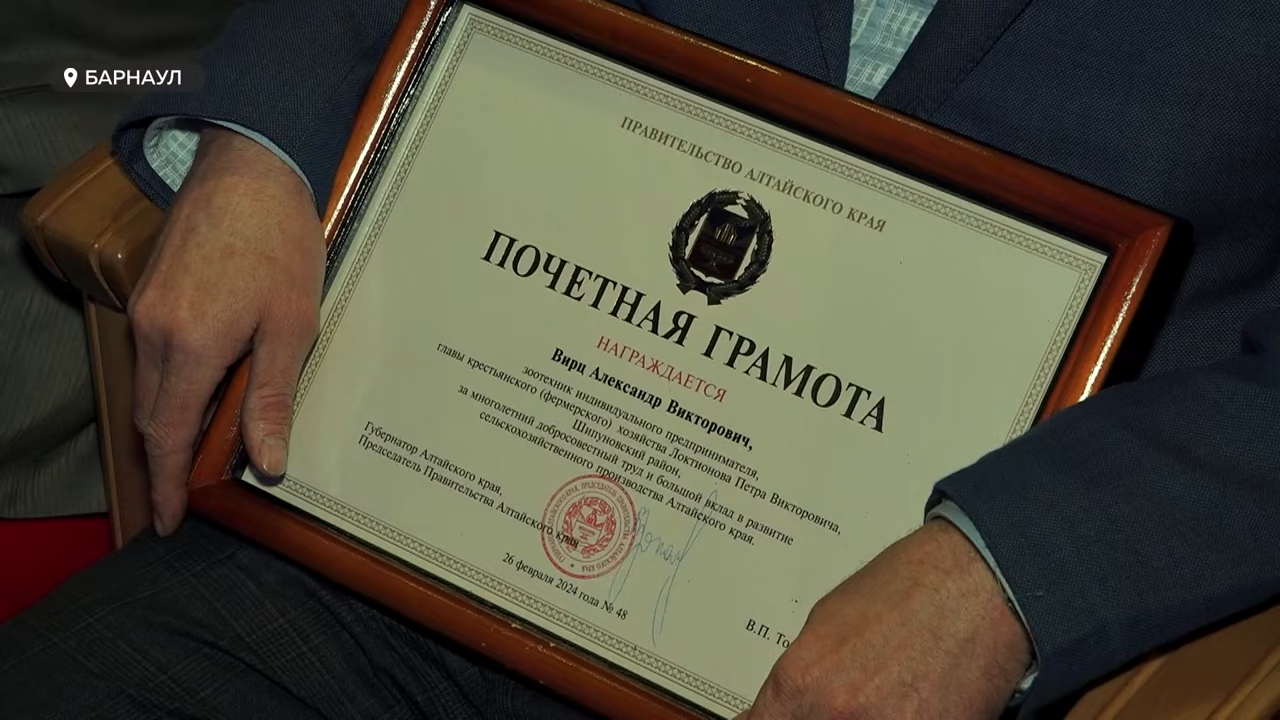 БАРНАУЛ
ПРАВИТЕЛЬСТВО АЛТАЙСКОГО КРАЯ
ПОЧЕТНАЯ ГРАМОТА
НАГРАЖДАЕТСЯ
Вирц Александр Викторович,
зоотехник индивидуального предпринимателя,
главы крестьянского (фермерского) хозяйства Локтионова Петра Викторовича,
Шипуновский район,
за многолетний добросовестный труд и большой вклад в развитие
сельскохозяйственного производства Алтайского края.
Губернатор Алтайского края,
Председатель Правительства Алтайского края
26 февраля 2024 года № 48
В.П. То